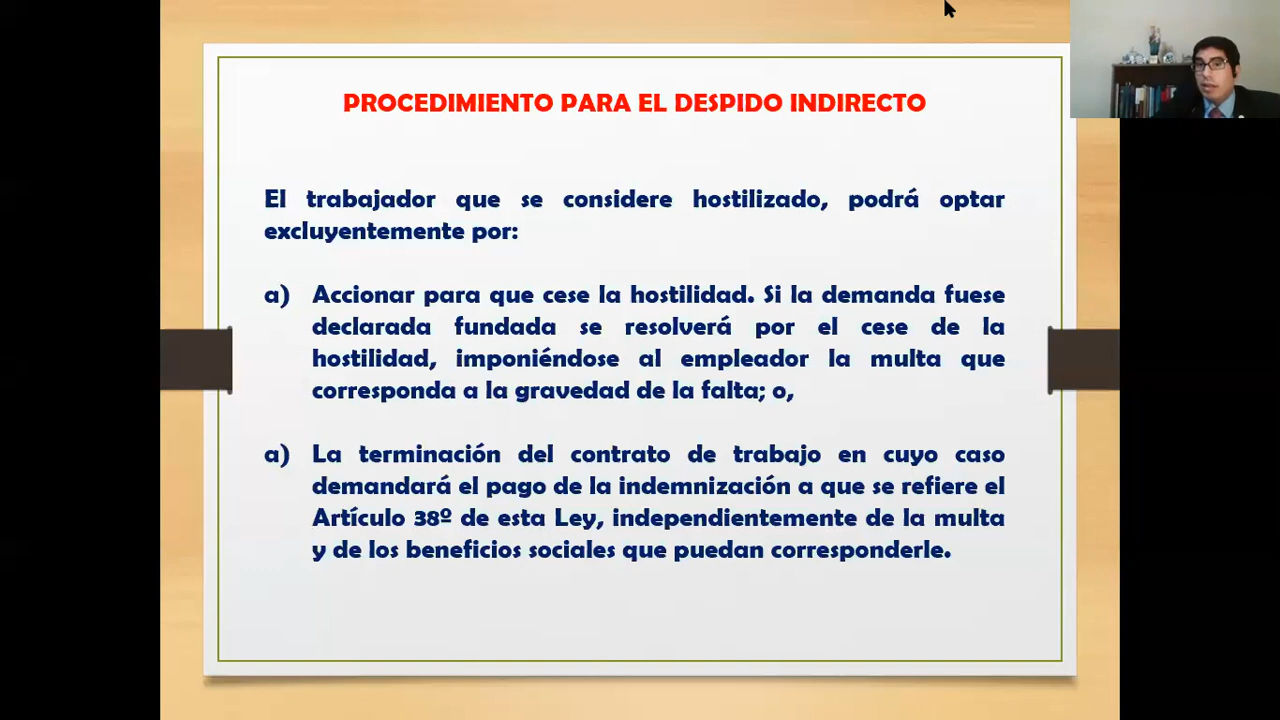 PROCEDIMIENTO PARA EL DESPIDO INDIRECTO
El trabajador que se considere hostilizado, podrá optar
excluyentemente por:
a) Accionar para que cese la hostilidad. Si la demanda fuese
declarada fundada se resolverá por el cese de la
hostilidad, imponiéndose al empleador la multa que
corresponda a la gravedad de la falta; o,
a) La terminación del contrato de trabajo en cuyo caso
demandará el pago de la indemnización a que se refiere el
Artículo 38º de esta Ley, independientemente de la multa
y de los beneficios sociales que puedan corresponderle.